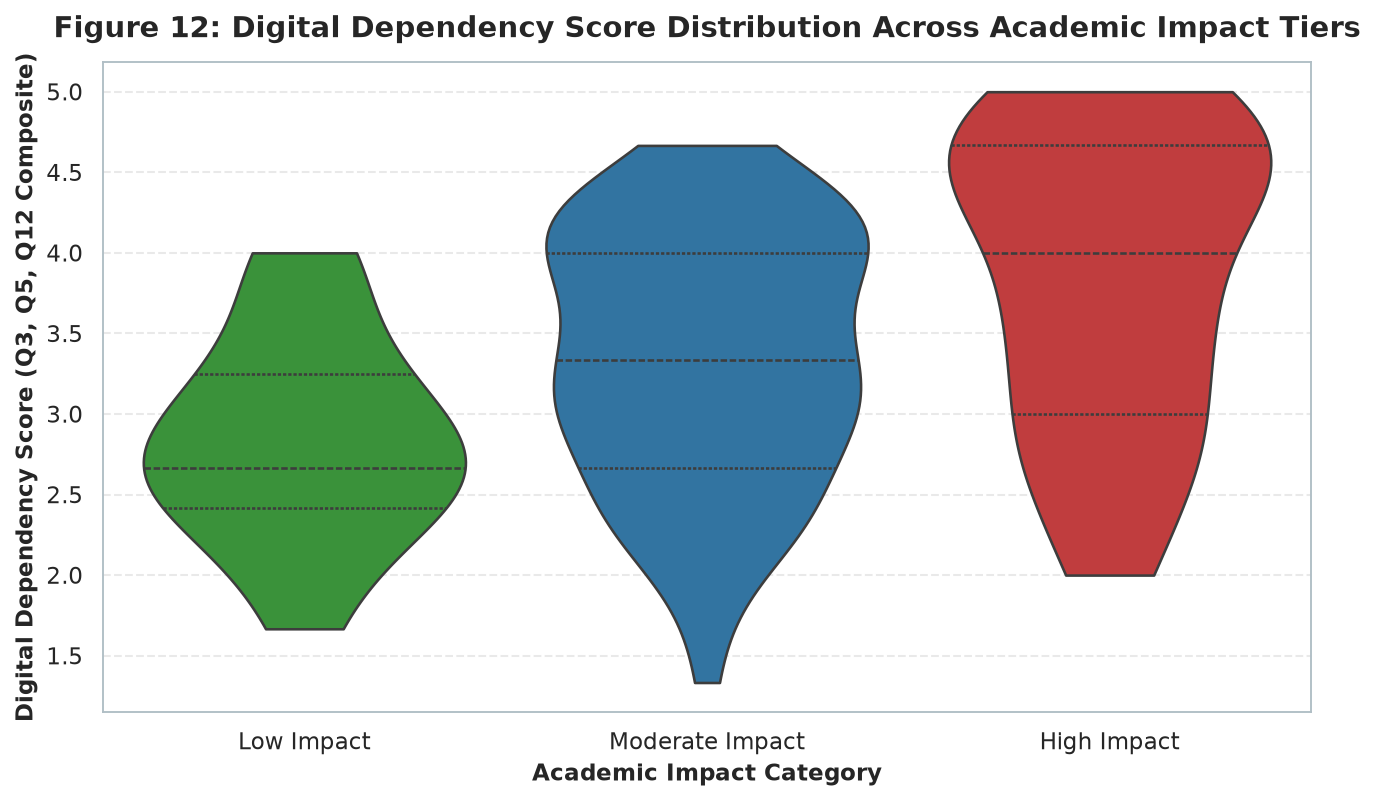 Figure 12: Digital Dependency Score Distribution Across Academic Impact Tiers
Digital Dependency Score (Q3, Q5, Q12 Composite)
5.0
4.5
4.0
3.5
3.0
2.5
2.0
1.5
Low Impact
Moderate Impact
High Impact
Academic Impact Category